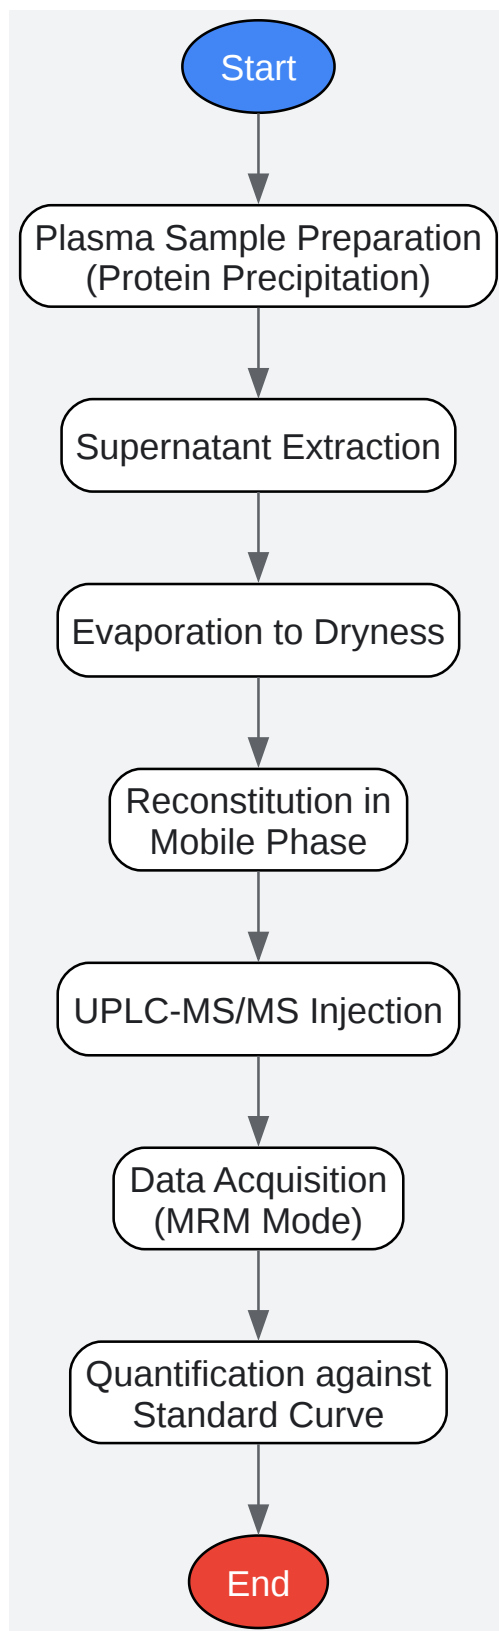 Start
Plasma Sample Preparation
(Protein Precipitation)
Supernatant Extraction
Evaporation to Dryness
Reconstitution in
Mobile Phase
UPLC-MS/MS Injection
Data Acquisition
(MRM Mode)
Quantification against
Standard Curve
End